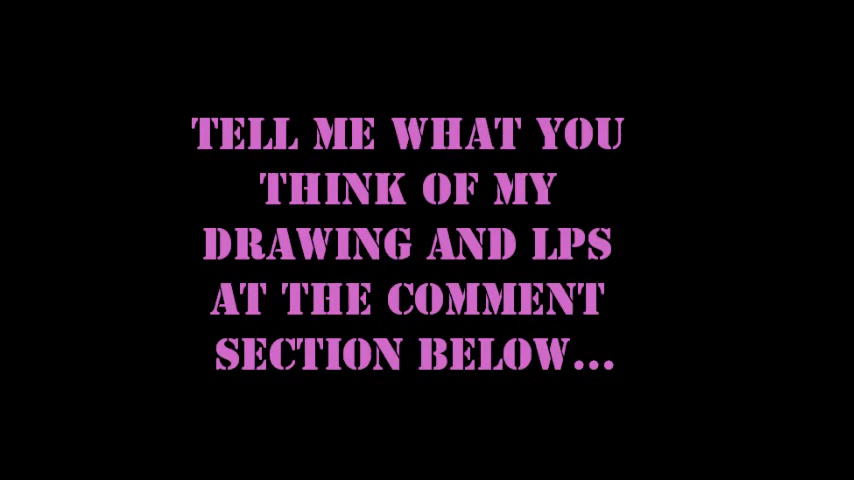 TELL ME WHAT YOU
THINK OF MY
DRAWING AND LPS
AT THE COMMENT
SECTION BELOW...